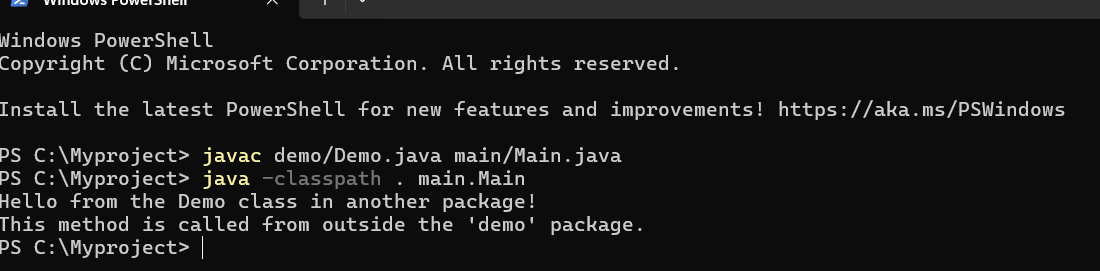 Windows PowerShell
Windows PowerShell
Copyright (C) Microsoft Corporation. All rights reserved.
Install the latest PowerShell for new features and improvements! https://aka.ms/PSWindows
PS C:\Myproject> javac demo/Demo.java main/Main.java
PS C:\Myproject> java -classpath . main.Main
Hello from the Demo class in another package!
This method is called from outside the 'demo' package.
PS C:\Myproject>